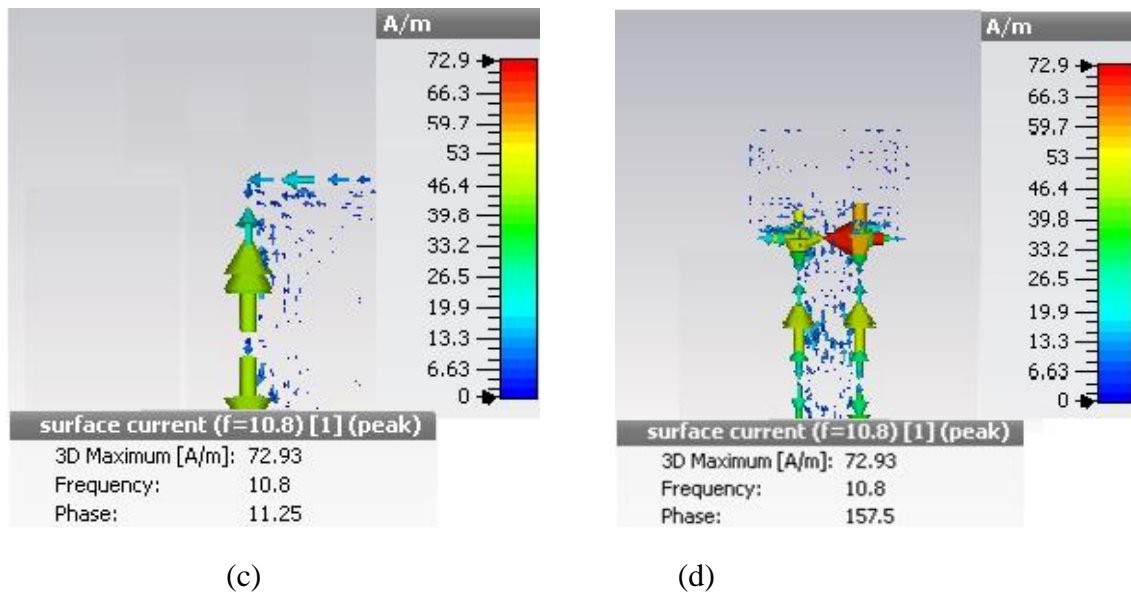 A/m
72.9
66.3
59.7
53
46.4
39.8
33.2
26.5
19.9
13.3
6.63
0
surface current (f=10.8) [1] (peak)
3D Maximum [A/m]: 72.93
Frequency: 10.8
Phase: 11.25
(c)
A/m
72.9
66.3
59.7
53
46.4
39.8
33.2
26.5
19.9
13.3
6.63
0
surface current (f=10.8) [1] (peak)
3D Maximum [A/m]: 72.93
Frequency: 10.8
Phase: 157.5
(d)